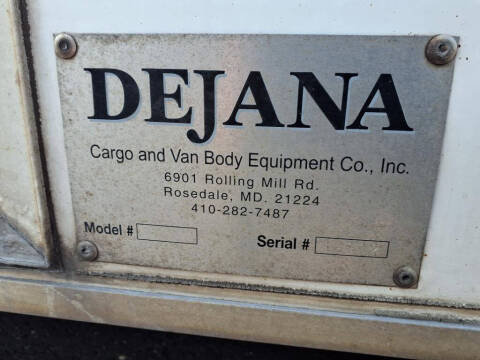 DEJANA
Cargo and Van Body Equipment Co., Inc.
6901 Rolling Mill Rd.
Rosedale, MD. 21224
410-282-7487
Model #
Serial #